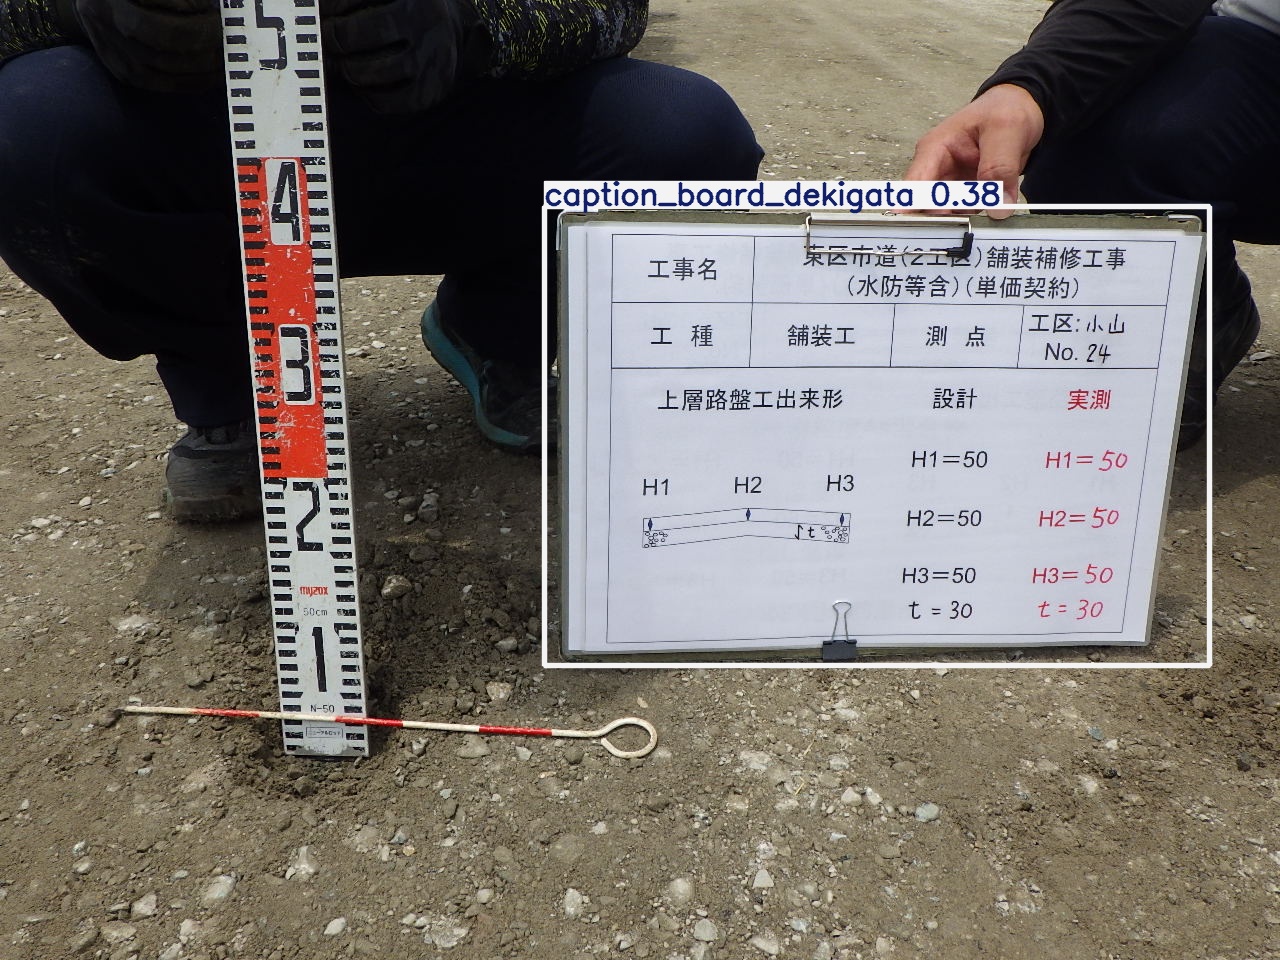 5
4
3
2
myzox
50cm
1
N-50
caption_board_dekigata 0.38
工事名
東区市道(2工区)舗装補修工事
(水防等含)(単価契約)
工 種
舗装工
測 点
工区:小山
No. 24
上層路盤工出来形
設計
実測
H1=50
H1=50
H1
H2
H3
H2=50
H2=50
t
H3=50
H3=50
t=30
t=30